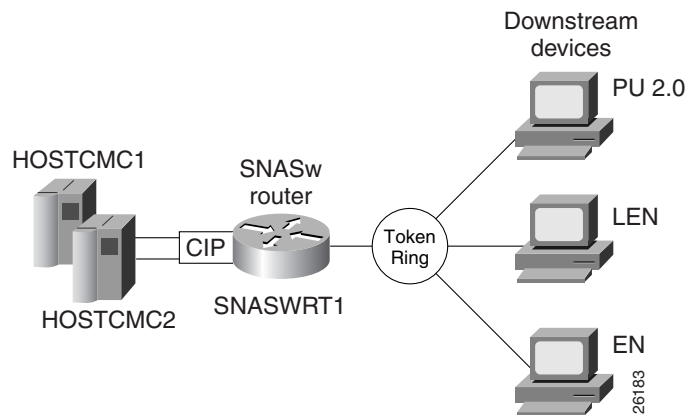 Downstream
devices
PU 2.0
HOSTCMC1
SNASw
router
CIP
Token
Ring
LEN
HOSTCMC2
SNASWRT1
EN
26183